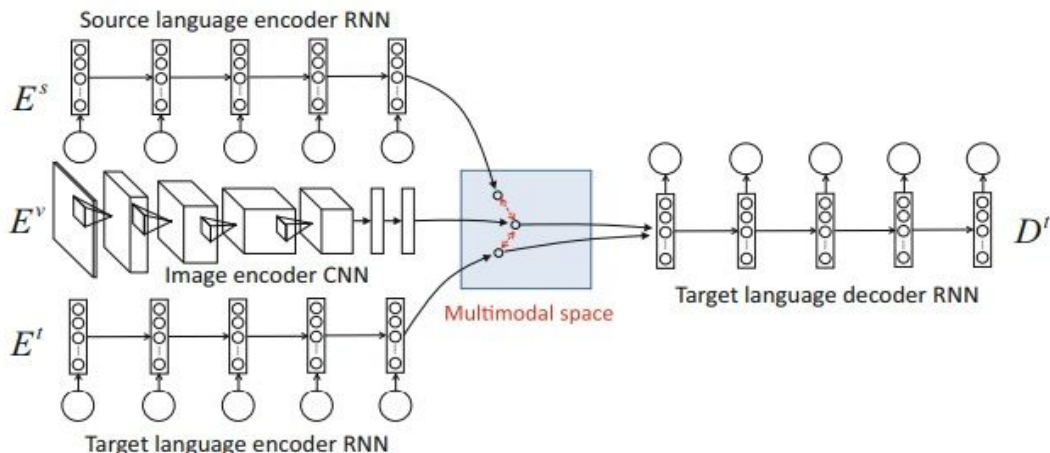 Source language encoder RNN
E^s
E^v
Image encoder CNN
Multimodal space
D^t
Target language decoder RNN
E^t
Target language encoder RNN